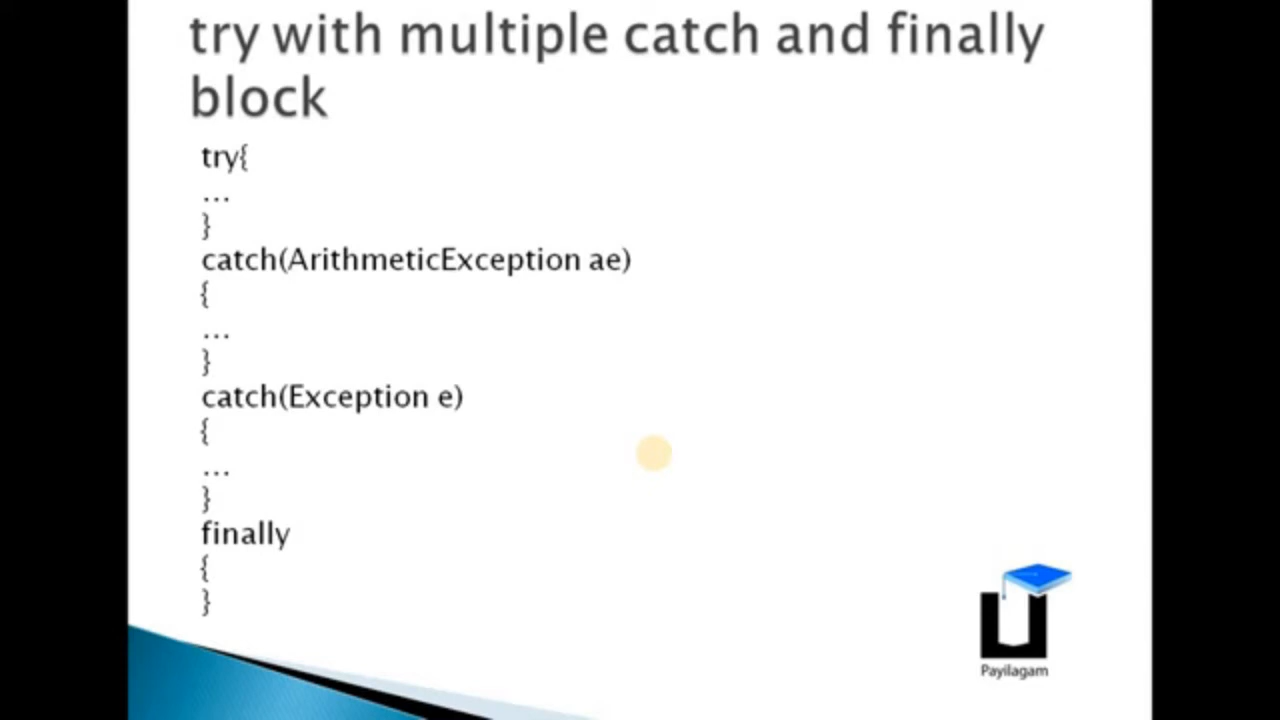 try with multiple catch and finally
block
try{
...
}
catch(ArithmeticException ae)
{
...
}
catch(Exception e)
{
...
}
finally
{
}
Payilagam